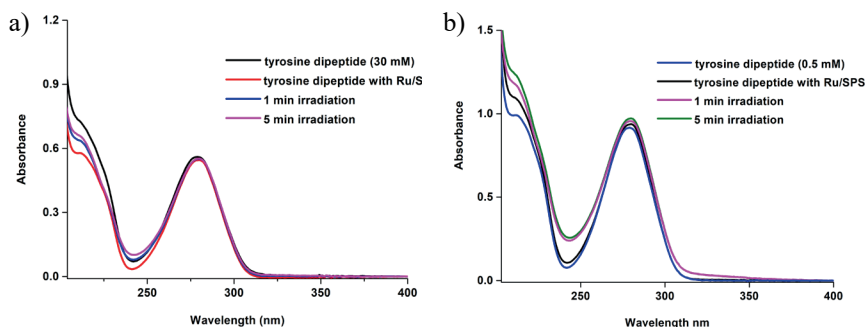 a)
1.2
0.9
0.6
0.3
0.0
Absorbance
tyrosine dipeptide (30 mM)
tyrosine dipeptide with Ru/S
1 min irradiation
5 min irradiation
250 300 350 400
Wavelength (nm)
b)
1.5
1.0
0.5
0.0
Absorbance
tyrosine dipeptide (0.5 mM)
tyrosine dipeptide with Ru/SPS
1 min irradiation
5 min irradiation
250 300 350 400
Wavelength nm